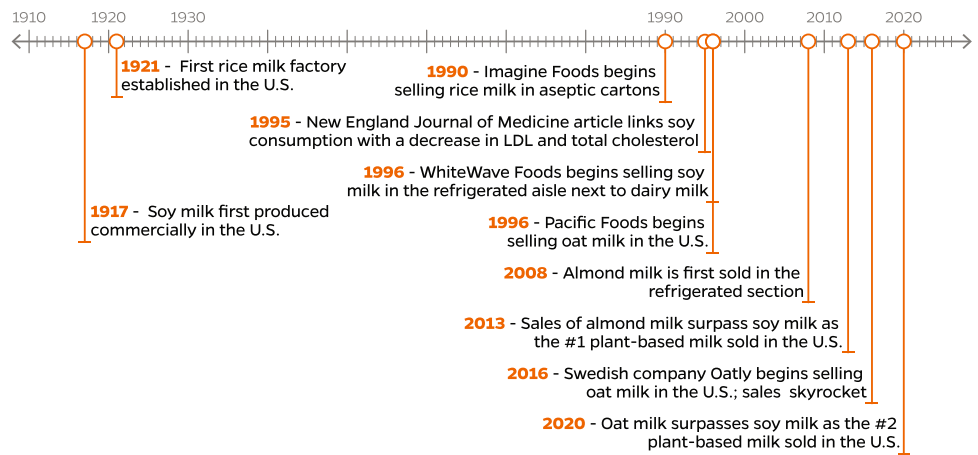 1910 1920 1930 1990 2000 2010 2020
1921 - First rice milk factory
established in the U.S.
1990 - Imagine Foods begins
selling rice milk in aseptic cartons
1995 - New England Journal of Medicine article links soy
consumption with a decrease in LDL and total cholesterol
1996 - WhiteWave Foods begins selling soy
milk in the refrigerated aisle next to dairy milk
1917 - Soy milk first produced
commercially in the U.S.
1996 - Pacific Foods begins
selling oat milk in the U.S.
2008 - Almond milk is first sold in the
refrigerated section
2013 - Sales of almond milk surpass soy milk as
the #1 plant-based milk sold in the U.S.
2016 - Swedish company Oatly begins selling
oat milk in the U.S.; sales skyrocket
2020 - Oat milk surpasses soy milk as the #2
plant-based milk sold in the U.S.